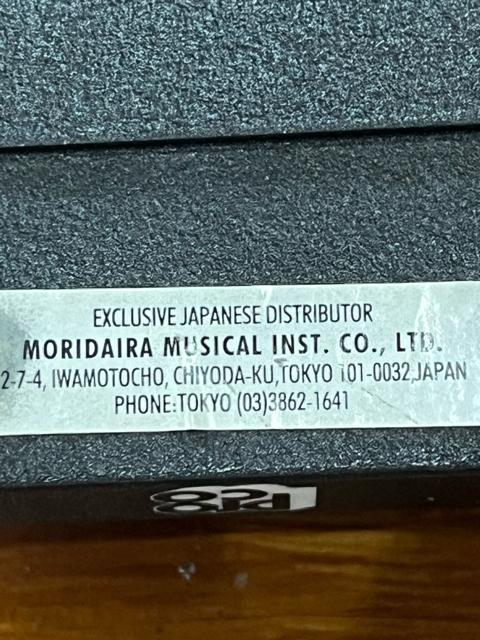 EXCLUSIVE JAPANESE DISTRIBUTOR
MORIDAIRA MUSICAL INST. CO., LTD.
2-7-4, IWAMOTOCHO, CHIYODA-KU,TOKYO 101-0032,JAPAN
PHONE:TOKYO (03)3862-1641